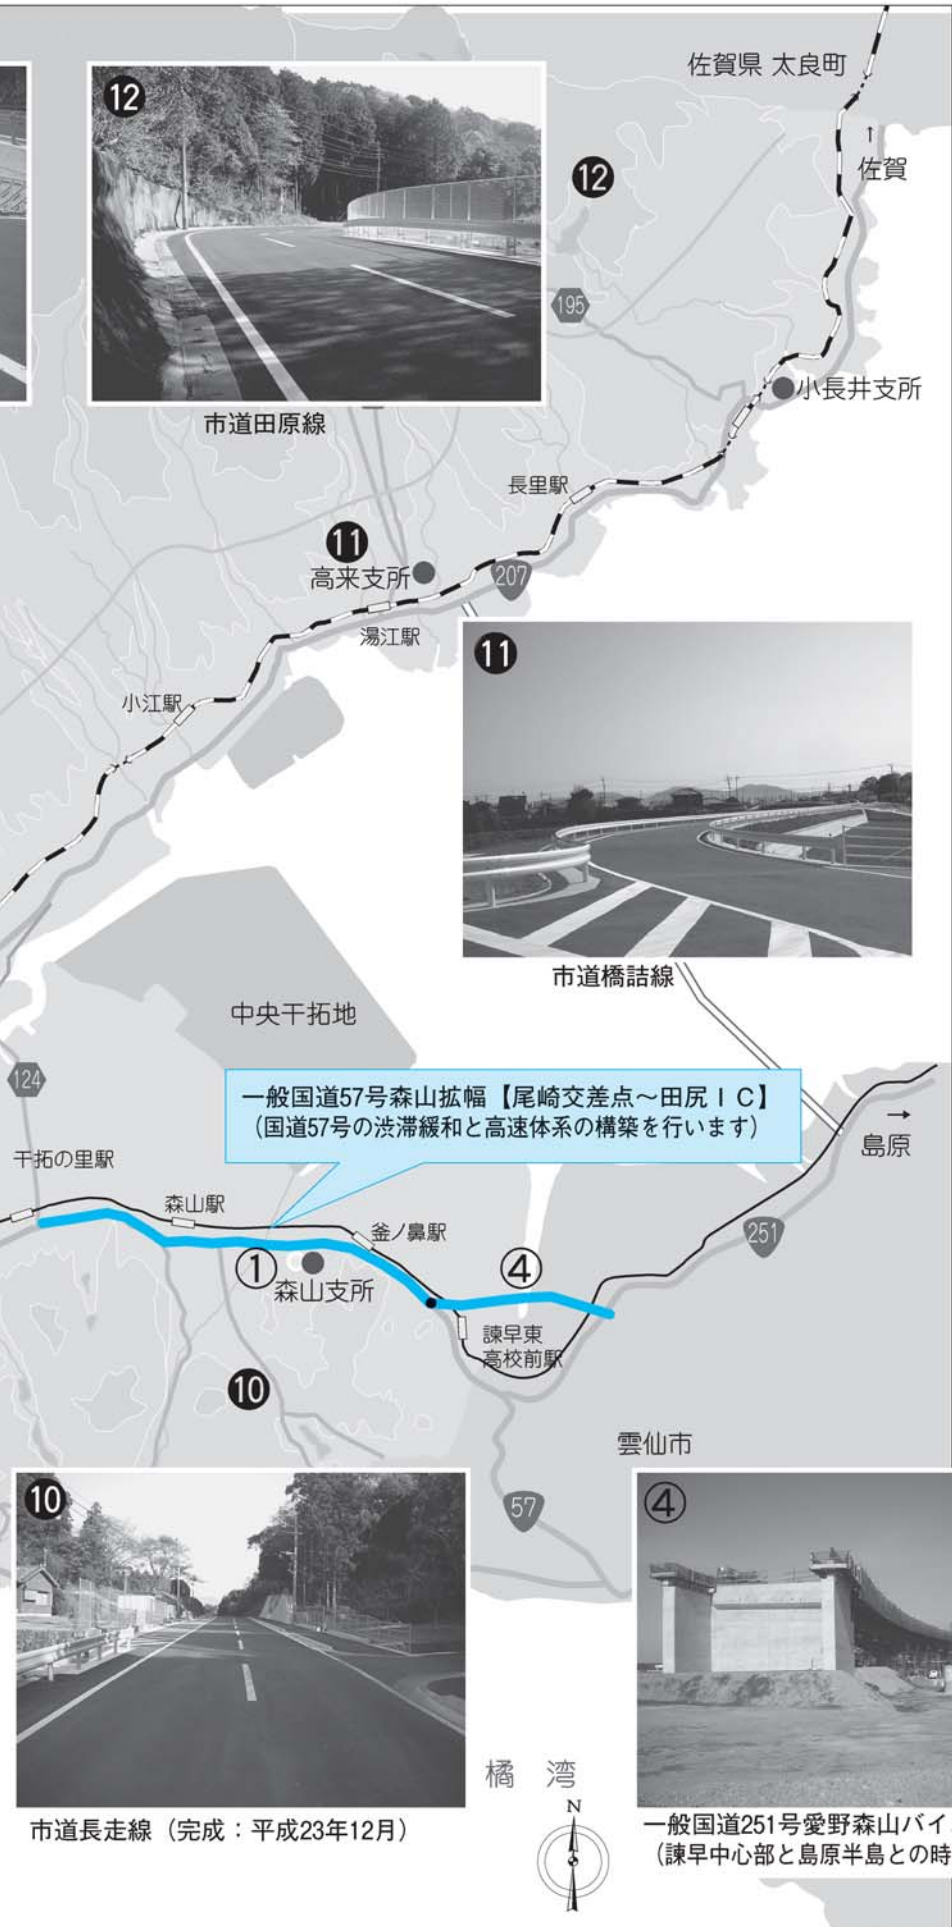 佐賀県 太良町
⓬
⓬
↑
佐賀
195
小長井支所
市道田原線
長里駅
⓫
高来支所
207
湯江駅
⓫
小江駅
市道橋詰線
中央干拓地
124
一般国道57号森山拡幅【尾崎交差点～田尻ＩＣ】
（国道57号の渋滞緩和と高速体系の構築を行います）
→
島原
干拓の里駅
森山駅
釜ノ鼻駅
251
①
森山支所
④
諫早東
高校前駅
❿
雲仙市
❿
57
④
橘 湾
N
市道長走線（完成：平成23年12月）
一般国道251号愛野森山バイ
（諫早中心部と島原半島との時